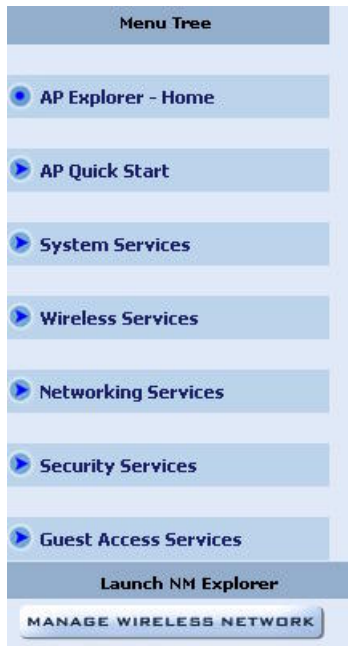 Menu Tree
AP Explorer - Home
AP Quick Start
System Services
Wireless Services
Networking Services
Security Services
Guest Access Services
Launch NM Explorer
MANAGE WIRELESS NETWORK